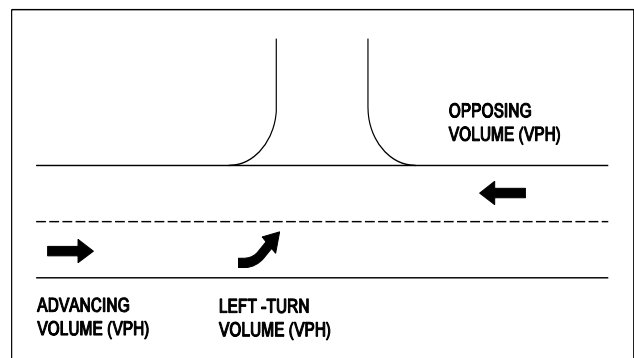 OPPOSING
VOLUME (VPH)
ADVANCING
VOLUME (VPH)
LEFT -TURN
VOLUME (VPH)